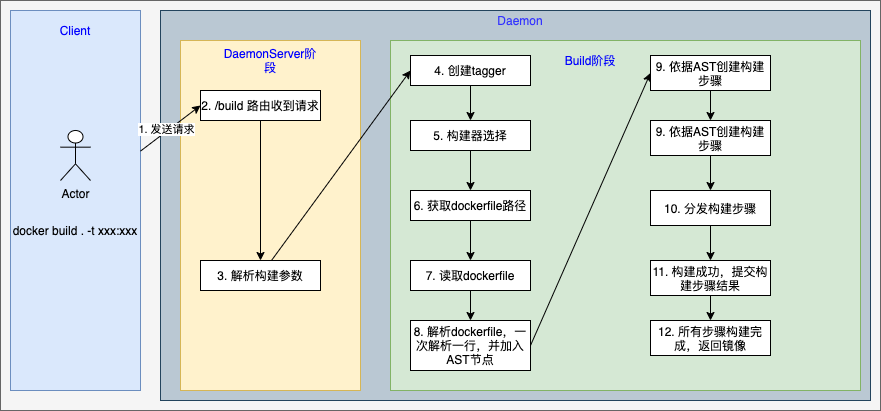 Client
Daemon
DaemonServer阶
段
Build阶段
1. 发送请求
Actor
docker build . -t xxx:xxx
2. /build 路由收到请求
3. 解析构建参数
4. 创建tagger
5. 构建器选择
6. 获取dockerfile路径
7. 读取dockerfile
8. 解析dockerfile，一
次解析一行，并加入
AST节点
9. 依据AST创建构建
步骤
9. 依据AST创建构建
步骤
10. 分发构建步骤
11. 构建成功，提交构
建步骤结果
12. 所有步骤构建完
成，返回镜像